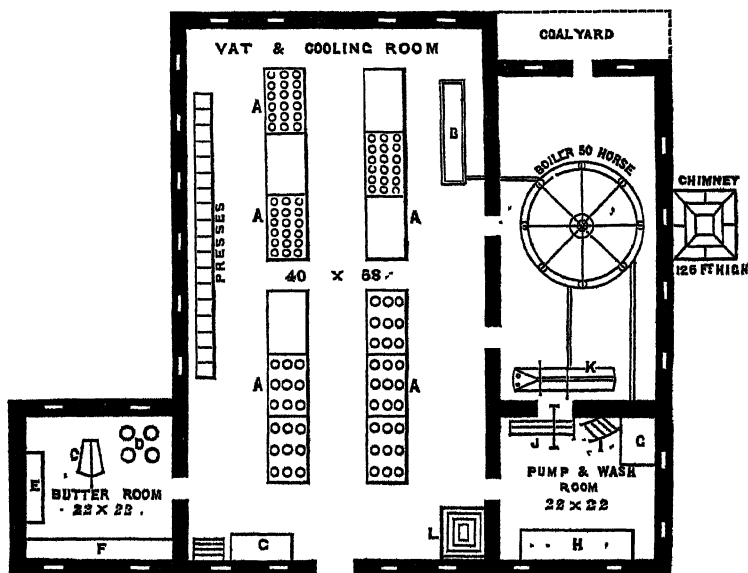 COALYARD
VAT & COOLING ROOM
A
B
BOILER 50 HORSE
CHIMNEY
125 FT HIGH
PRESSES
A
A
40 X 68
K
A
A
C
D
E
BUTTER ROOM
22 X 22
F
J
I
G
PUMP & WASH
ROOM
22 X 22
L
G
H